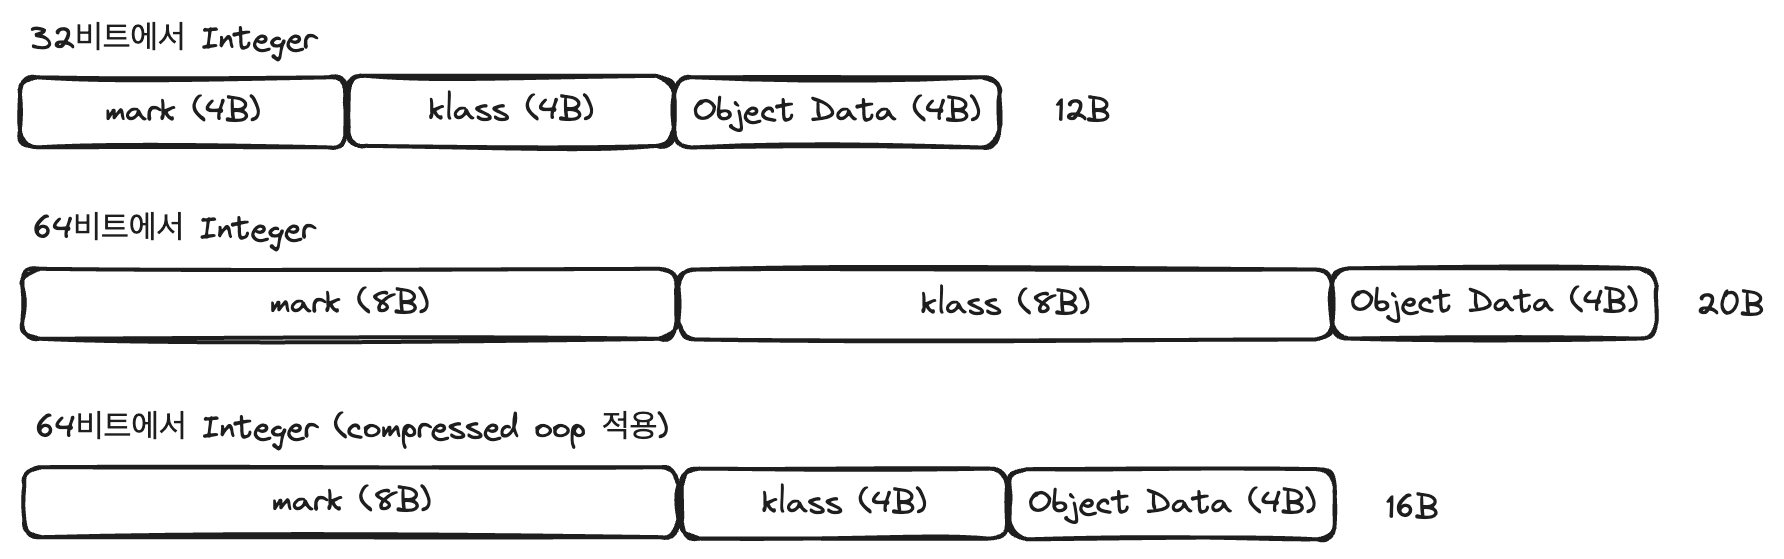 32비트에서 Integer
mark (4B) klass (4B) Object Data (4B) 12B
64비트에서 Integer
mark (8B) klass (8B) Object Data (4B) 20B
64비트에서 Integer (compressed oop 적용)
mark (8B) klass (4B) Object Data (4B) 16B